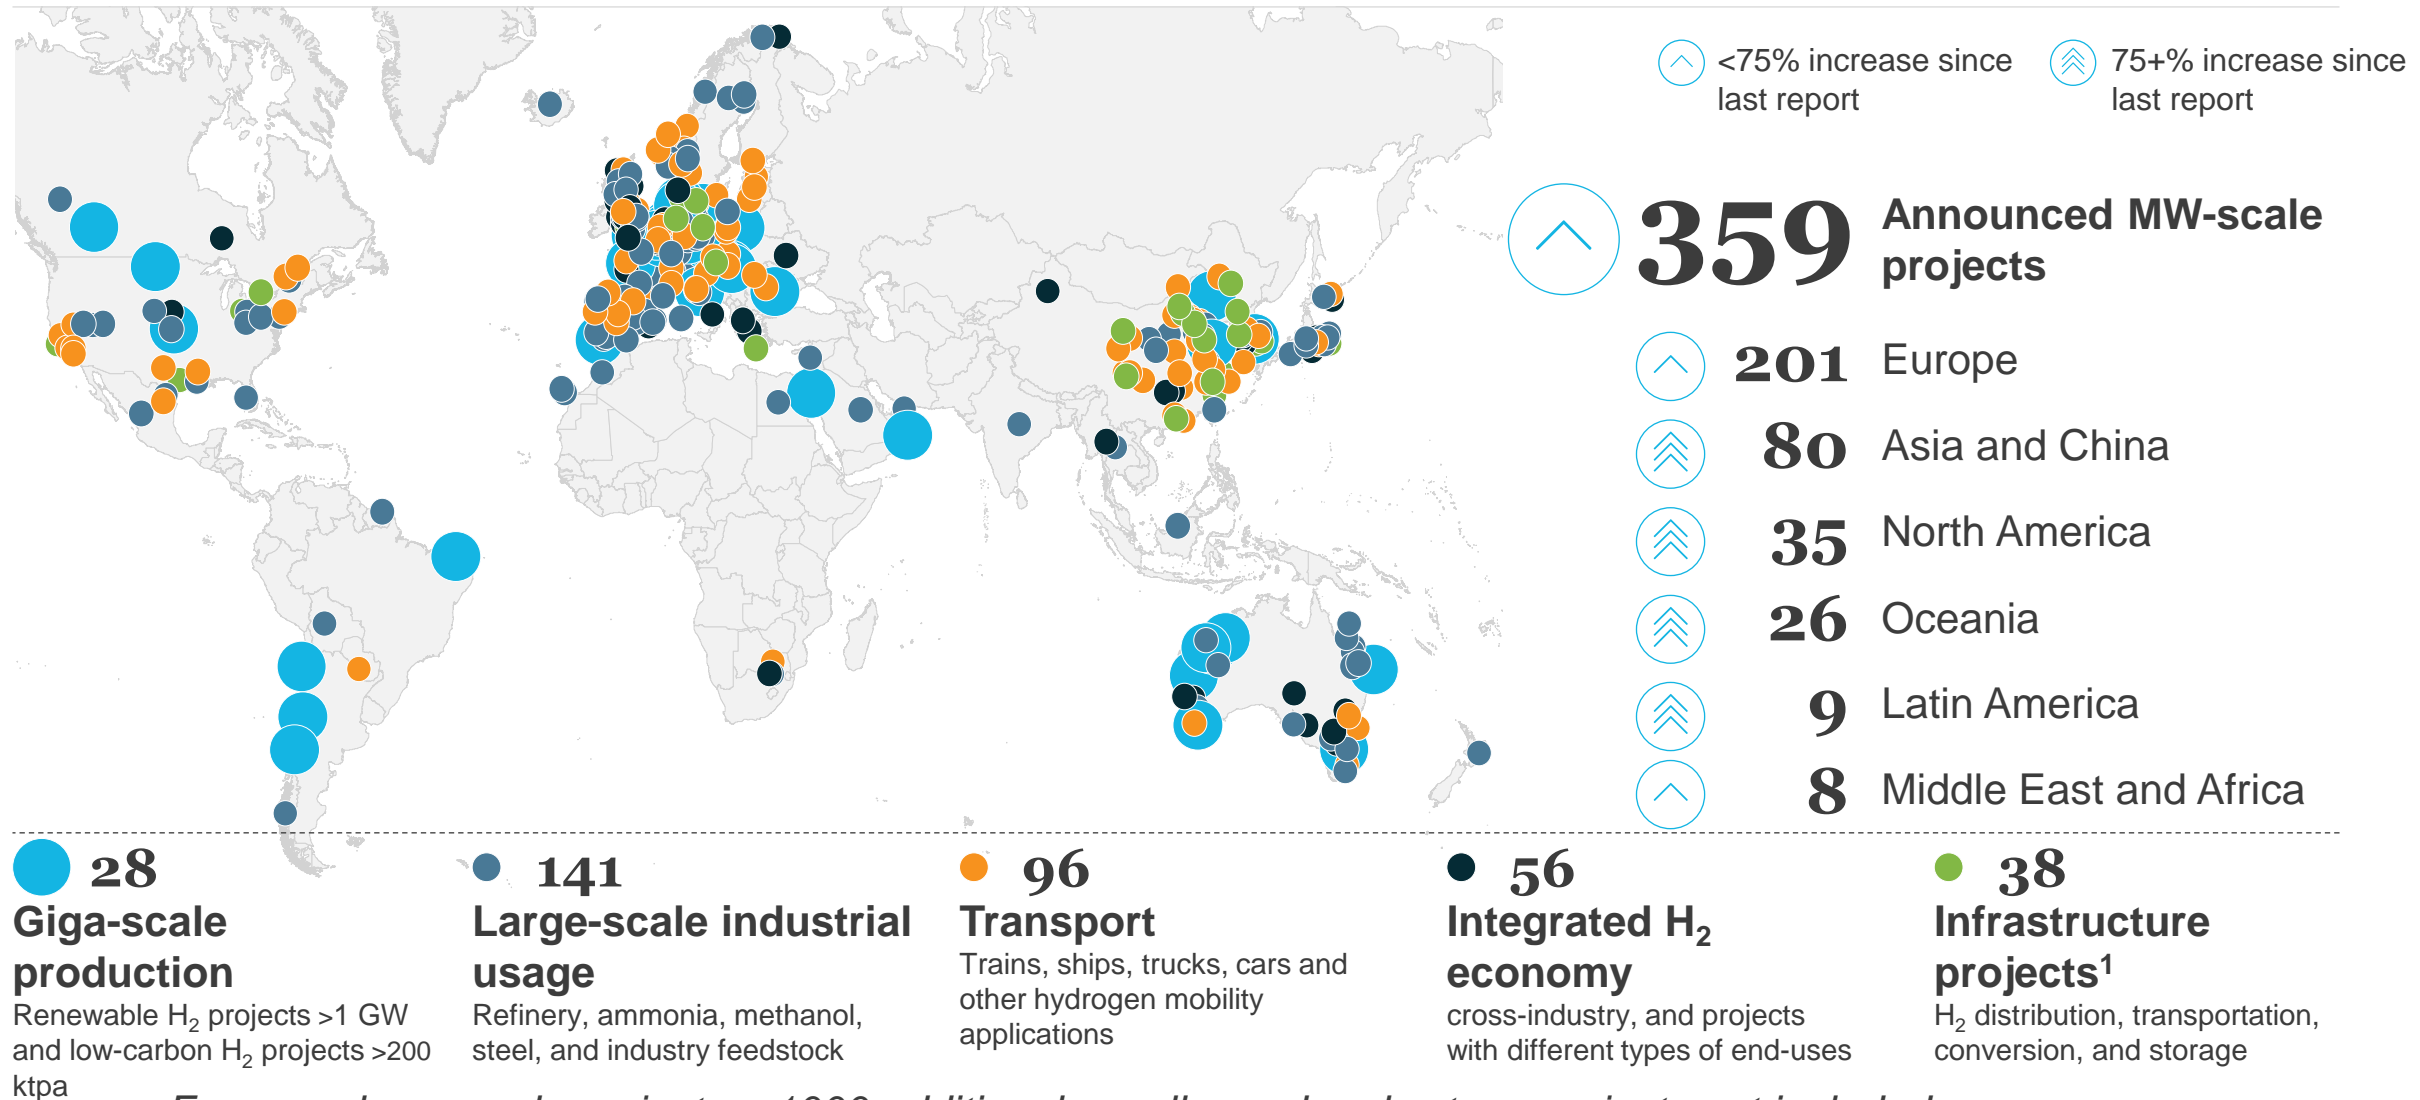 <75% increase since
last report
75+% increase since
last report
359 Announced MW-scale
projects
201 Europe
80 Asia and China
35 North America
26 Oceania
9 Latin America
8 Middle East and Africa
28
Giga-scale
production
Renewable H2 projects >1 GW
and low-carbon H2 projects >200
ktpa
141
Large-scale industrial
usage
Refinery, ammonia, methanol,
steel, and industry feedstock
96
Transport
Trains, ships, trucks, cars and
other hydrogen mobility
applications
56
Integrated H2
economy
cross-industry, and projects
with different types of end-uses
38
Infrastructure
projects1
H2 distribution, transportation,
conversion, and storage